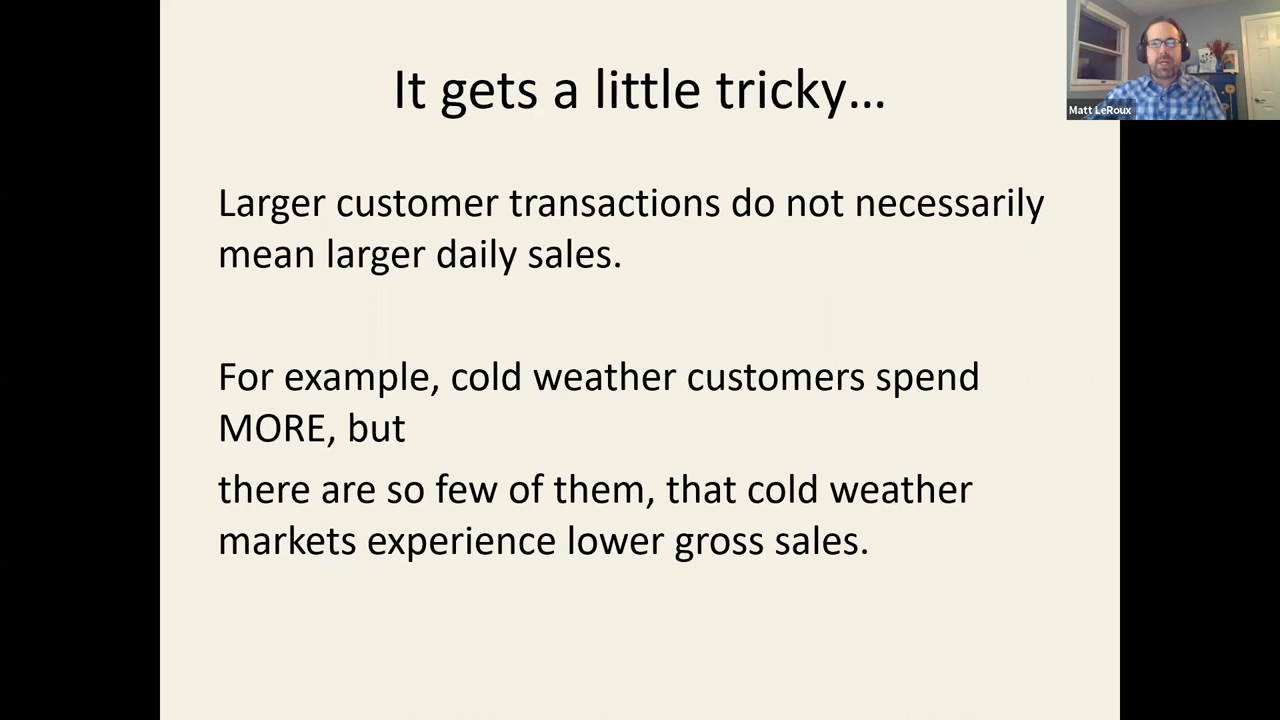 It gets a little tricky...
Matt LeRoux
Larger customer transactions do not necessarily
mean larger daily sales.
For example, cold weather customers spend
MORE, but
there are so few of them, that cold weather
markets experience lower gross sales.